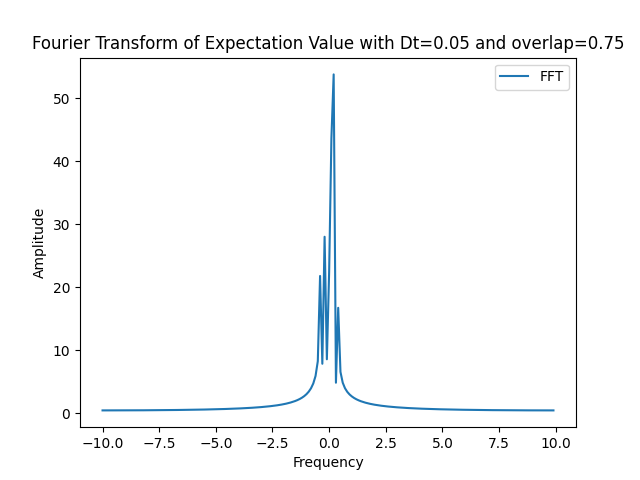 Fourier Transform of Expectation Value with Dt=0.05 and overlap=0.75
FFT
50
40
30
20
10
0
Amplitude
−10.0 −7.5 −5.0 −2.5 0.0 2.5 5.0 7.5 10.0
Frequency